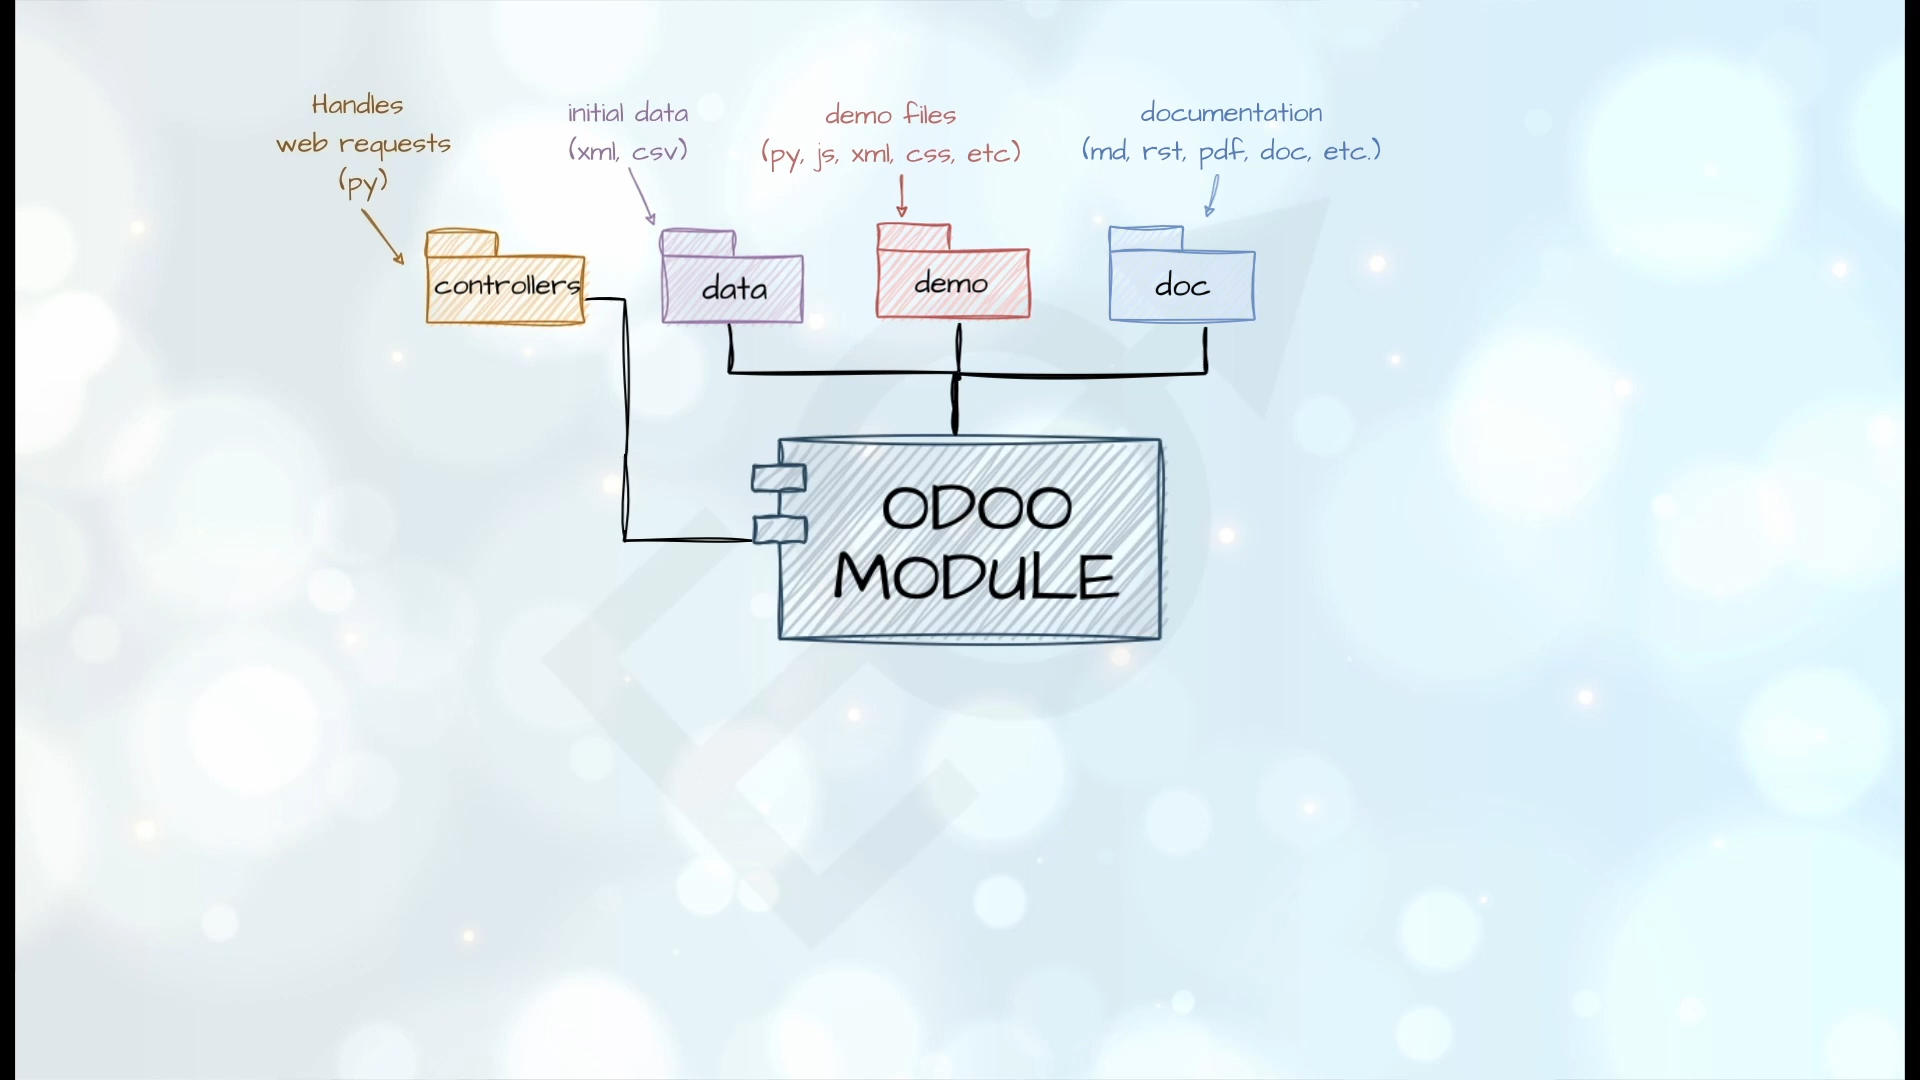 Handles
web requests
(py)
initial data
(xml, csv)
demo files
(py, js, xml, css, etc)
documentation
(md, rst, pdf, doc, etc.)
controllers
data
demo
doc
ODOO
MODULE